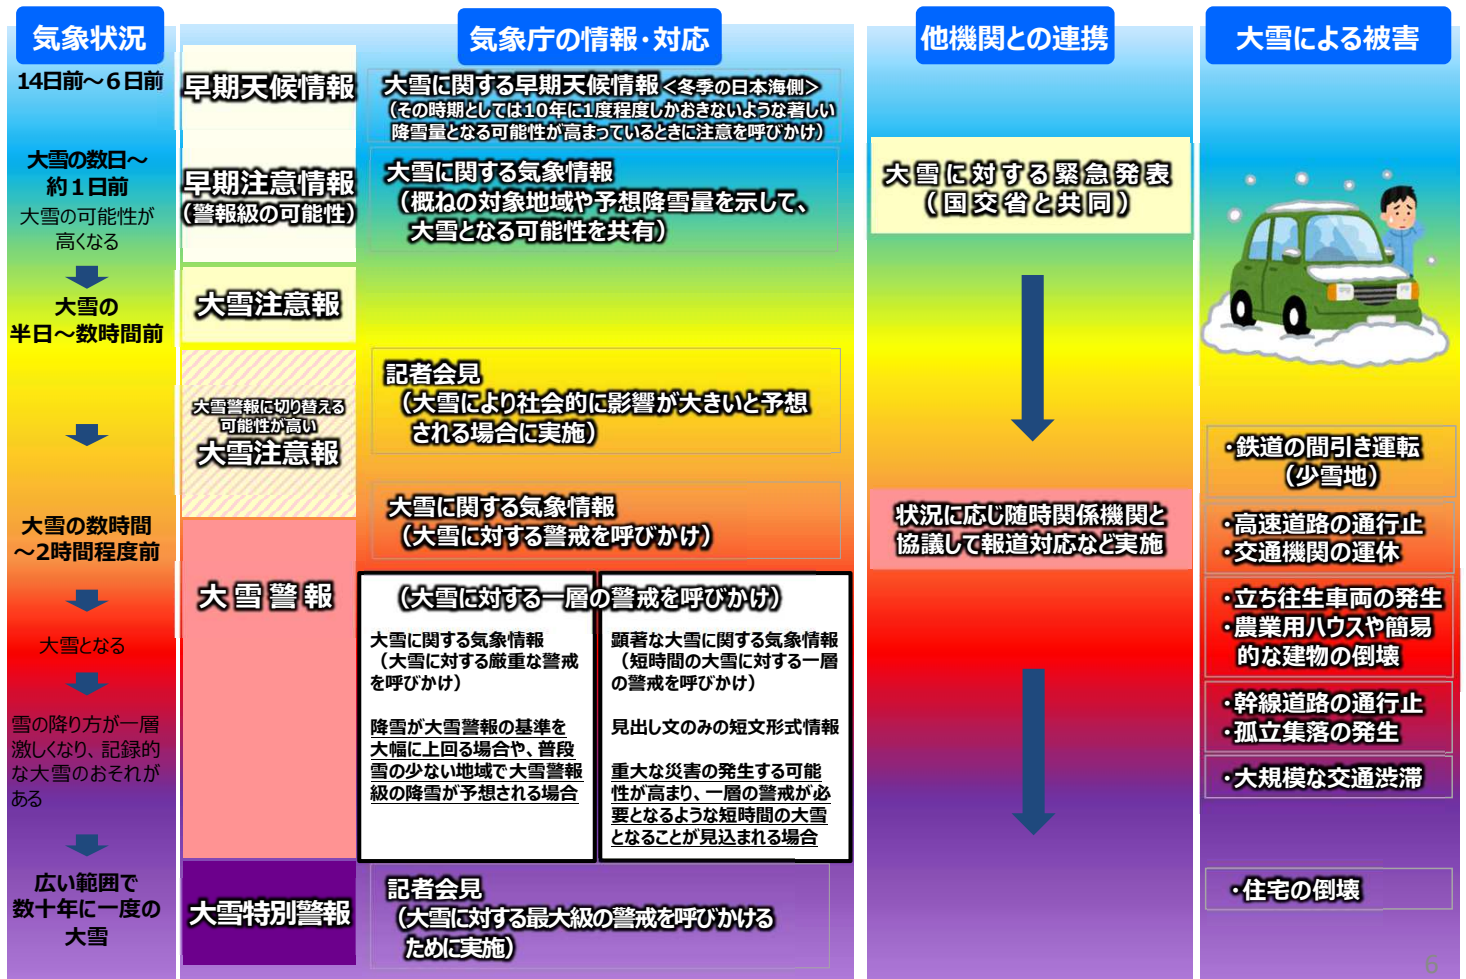 気象状況
気象庁の情報・対応
他機関との連携
大雪による被害
14日前～6日前
早期天候情報
大雪に関する早期天候情報<冬季の日本海側>
（その時期としては10年に1度程度しかおきないような著しい
降雪量となる可能性が高まっているときに注意を呼びかけ）
大雪の数日～
約1日前
大雪の可能性が
高くなる
早期注意情報
（警報級の可能性）
大雪に関する気象情報
（概ねの対象地域や予想降雪量を示して、
大雪となる可能性を共有）
大雪に対する緊急発表
（国交省と共同）
大雪の
半日～数時間前
大雪注意報
大雪警報に切り替える
可能性が高い
大雪注意報
記者会見
（大雪により社会的に影響が大きいと予想
される場合に実施）
・鉄道の間引き運転
（少雪地）
大雪の数時間
～2時間程度前
大雪に関する気象情報
（大雪に対する警戒を呼びかけ）
状況に応じ随時関係機関と
協議して報道対応など実施
・高速道路の通行止
・交通機関の運休
大雪となる
大雪警報
（大雪に対する一層の警戒を呼びかけ）
大雪に関する気象情報
（大雪に対する厳重な警戒
を呼びかけ）
降雪が大雪警報の基準を
大幅に上回る場合や、普段
雪の少ない地域で大雪警報
級の降雪が予想される場合
顕著な大雪に関する気象情報
（短時間の大雪に対する一層
の警戒を呼びかけ）
見出し文のみの短文形式情報
重大な災害の発生する可能
性が高まり、一層の警戒が必
要となるような短時間の大雪
となることが見込まれる場合
・立ち往生車両の発生
・農業用ハウスや簡易
的な建物の倒壊
雪の降り方が一層
激しくなり、記録的
な大雪のおそれが
ある
・幹線道路の通行止
・孤立集落の発生
・大規模な交通渋滞
広い範囲で
数十年に一度の
大雪
大雪特別警報
記者会見
（大雪に対する最大級の警戒を呼びかける
ために実施）
・住宅の倒壊
6